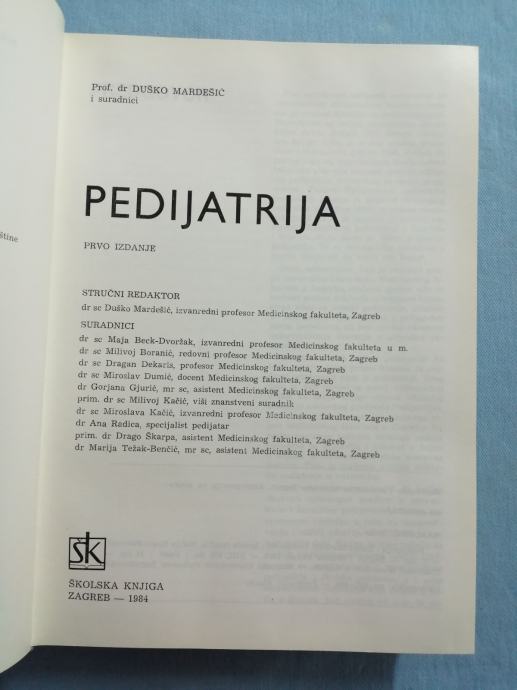 Prof. dr DUŠKO MARDEŠIĆ
i suradnici
PEDIJATRIJA
PRVO IZDANJE
štine
STRUČNI REDAKTOR
dr sc Duško Mardešić, izvanredni profesor Medicinskog fakulteta, Zagreb
SURADNICI
dr sc Maja Beck-Dvoržak, izvanredni profesor Medicinskog fakulteta u m.
dr sc Milivoj Boranić, redovni profesor Medicinskog fakulteta, Zagreb
dr sc Dragan Dekaris, profesor Medicinskog fakulteta, Zagreb
dr sc Miroslav Dumić, docent Medicinskog fakulteta, Zagreb
dr Gorjana Gjurić, mr sc, asistent Medicinskog fakulteta, Zagreb
prim. dr sc Milivoj Kačić, viši znanstveni suradnik
dr sc Miroslava Kačić, izvanredni profesor Medicinskog fakulteta, Zagreb
dr Ana Radica, specijalist pedijatar
prim. dr Drago Škarpa, asistent Medicinskog fakulteta, Zagreb
dr Marija Težak-Benčić, mr sc, asistent Medicinskog fakulteta, Zagreb
šk
ŠKOLSKA KNJIGA
ZAGREB — 1984